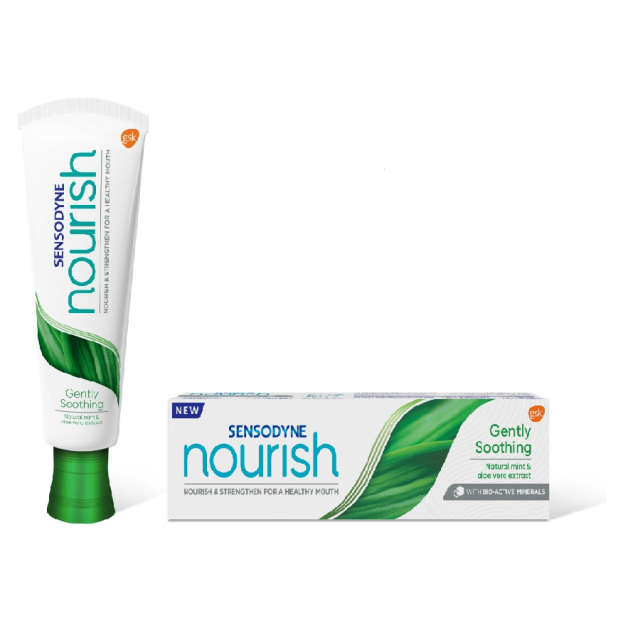 gsk
SENSODYNE
nourish
NOURISH & STRENGTHEN FOR A HEALTHY MOUTH
Gently
Soothing
Natural mint &
aloe vera extract
NEW
SENSODYNE
nourish
NOURISH & STRENGTHEN FOR A HEALTHY MOUTH
gsk
Gently
Soothing
Natural mint &
aloe vera extract
WITH BIO-ACTIVE MINERALS